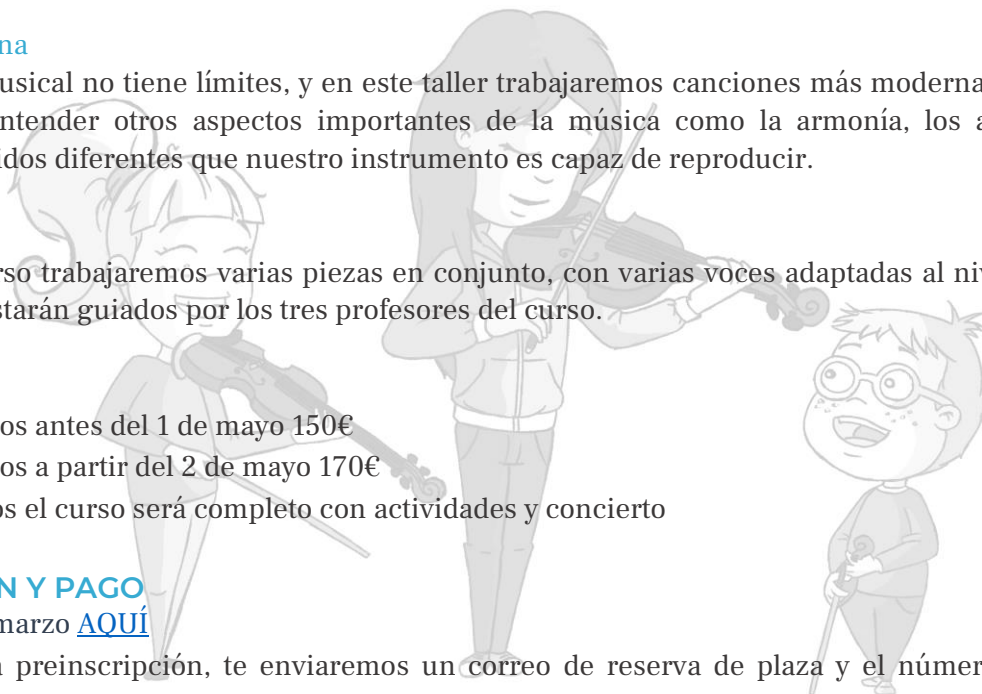 na
usical no tiene límites, y en este taller trabajaremos canciones más moderna
ntender otros aspectos importantes de la música como la armonía, los a
idos diferentes que nuestro instrumento es capaz de reproducir.
rso trabajaremos varias piezas en conjunto, con varias voces adaptadas al niv
starán guiados por los tres profesores del curso.
os antes del 1 de mayo 150€
os a partir del 2 de mayo 170€
os el curso será completo con actividades y concierto
N Y PAGO
marzo AQUÍ
n preinscripción, te enviaremos un correo de reserva de plaza y el númer